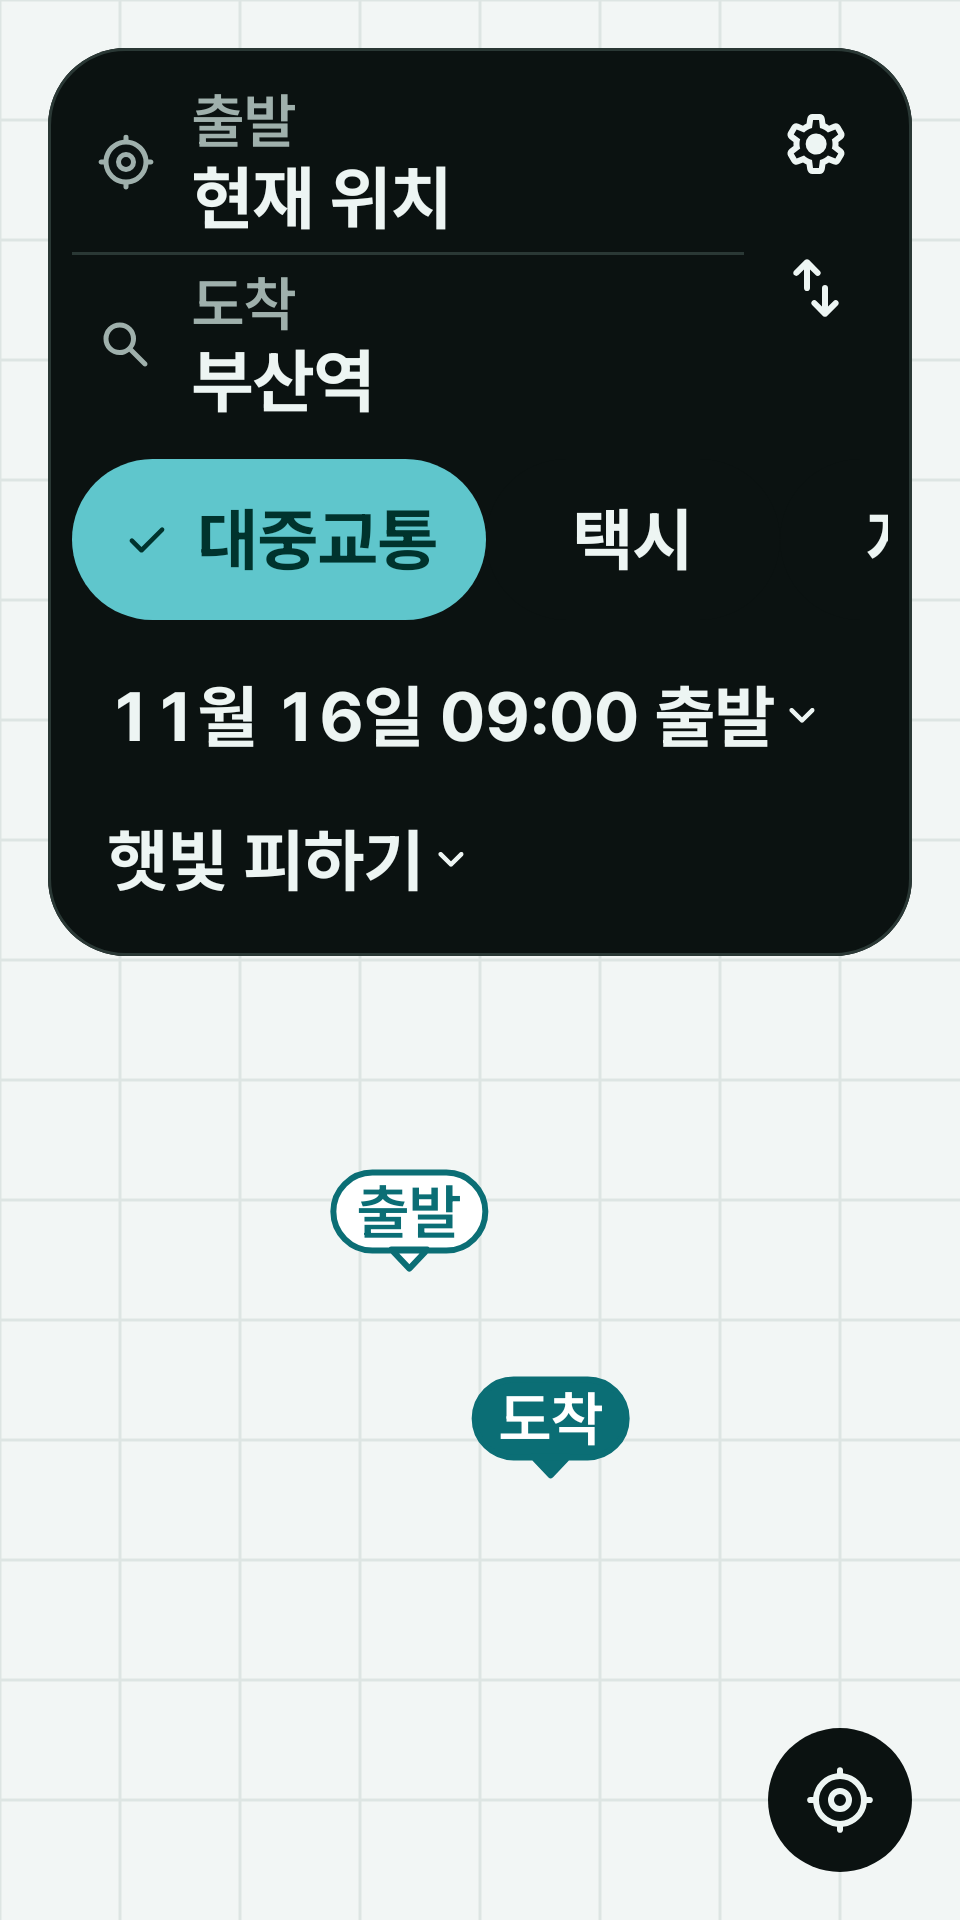 출발
현재 위치
도착
부산역
대중교통 택시
11월 16일 09:00 출발
햇빛 피하기
출발
도착